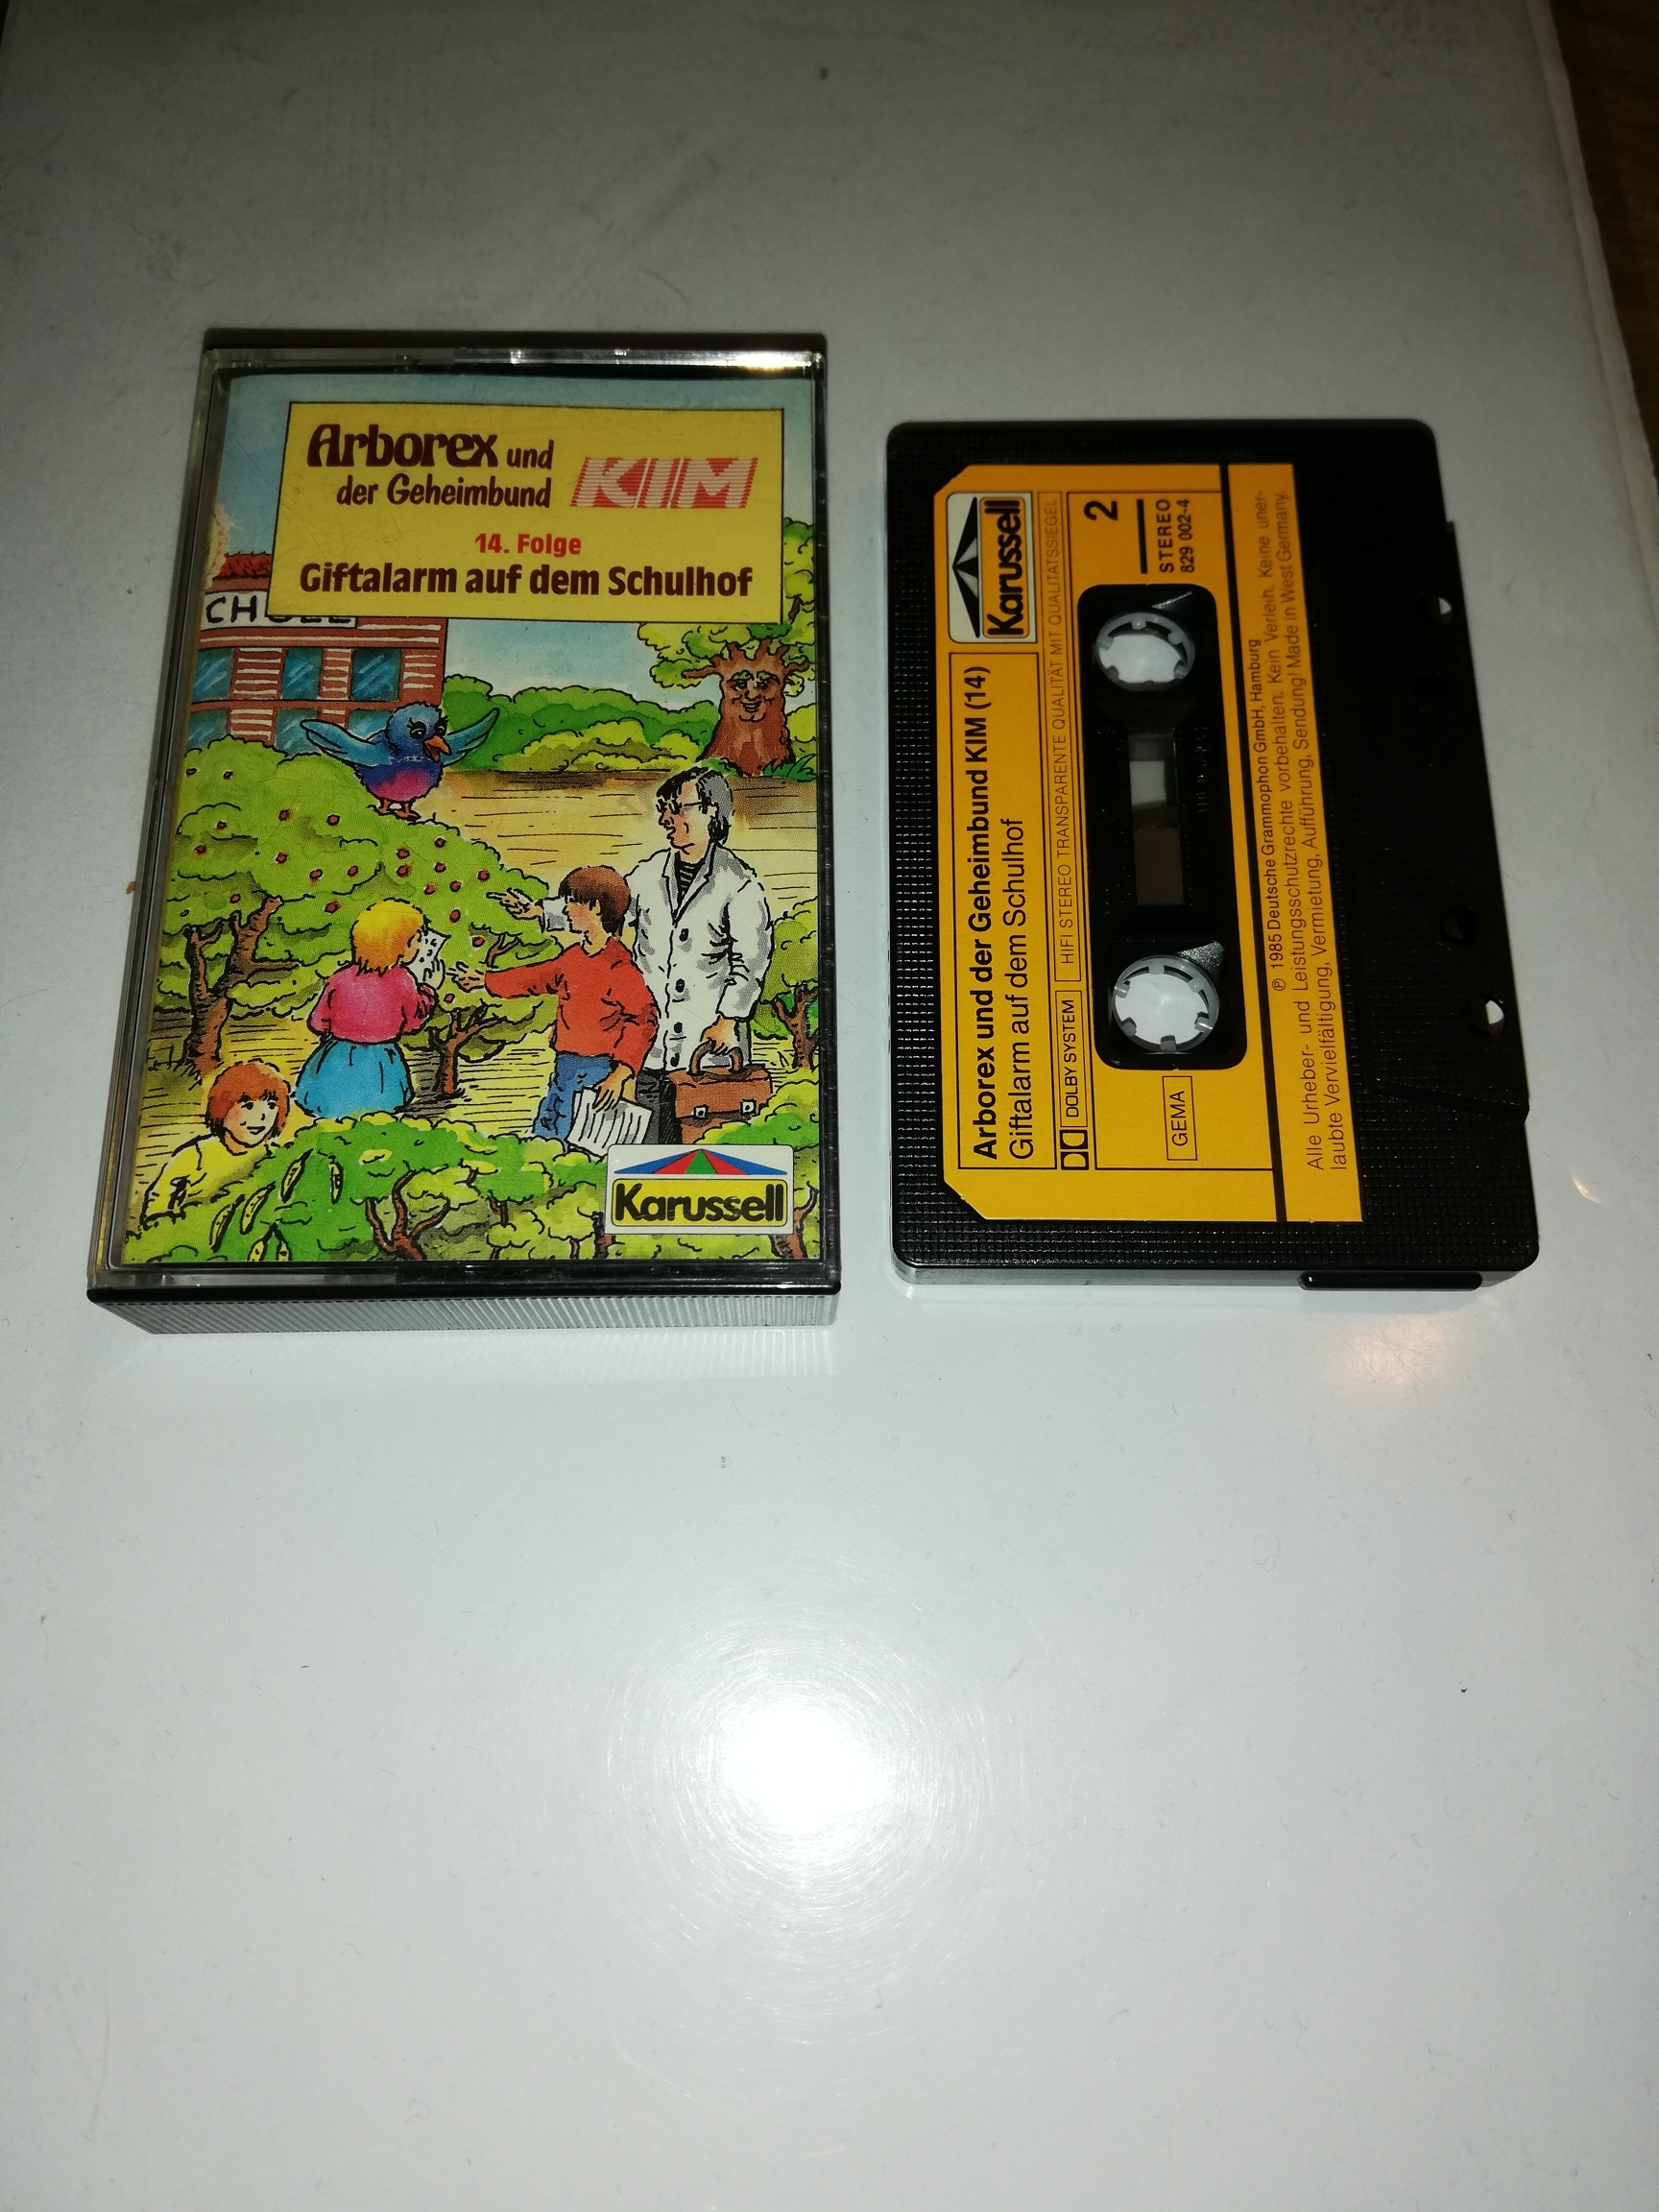 Arborex und
der Geheimbund
KIM
14. Folge
Giftalarm auf dem Schulhof
Karussell
Karussell
Arborex und der Geheimbund KIM (14)
Giftalarm auf dem Schulhof
DOLBY SYSTEM
HIFI STEREO TRANSPARENTE QUALITÄT MIT QUALITÄTSSIEGEL
2
STEREO
829 002-4
GEMA
℗ 1985 Deutsche Grammophon GmbH, Hamburg
Alle Urheber- und Leistungsschutzrechte vorbehalten. Kein Verleih. Keine uner-
laubte Vervielfältigung, Vermietung, Aufführung, Sendung! Made in West Germany.